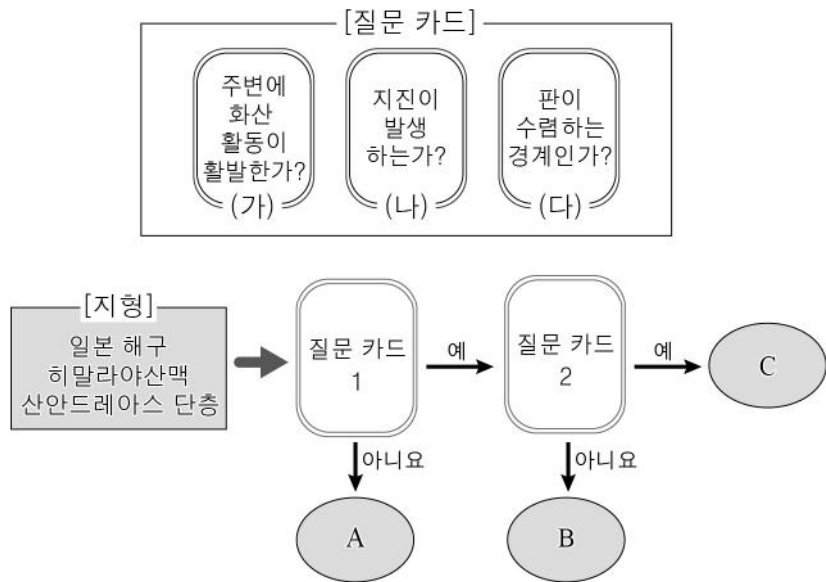 [질문 카드]
주변에
화산
활동이
활발한가?
(가)
지진이
발생
하는가?
(나)
판이
수렴하는
경계인가?
(다)
[지형]
일본 해구
히말라야산맥
산안드레아스 단층
질문 카드
1
예
질문 카드
2
예
C
아니요
아니요
A
B